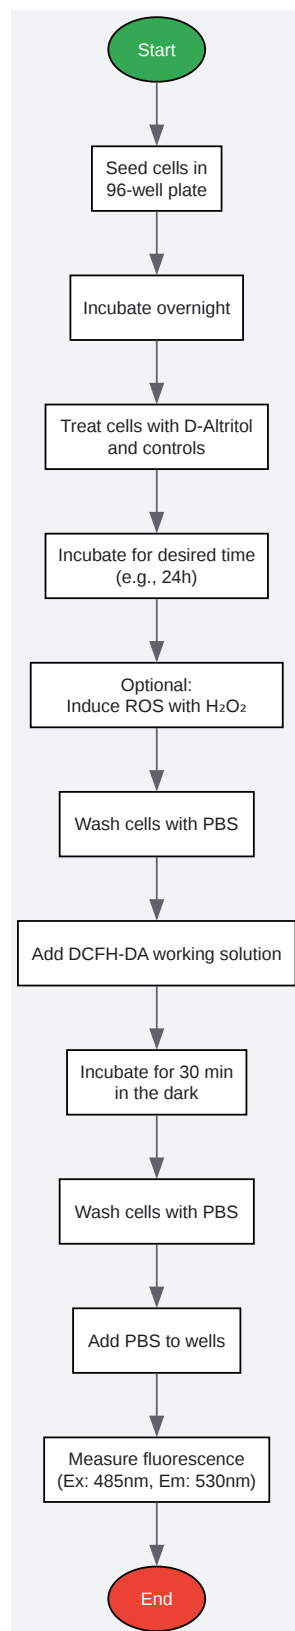 Start
Seed cells in
96-well plate
Incubate overnight
Treat cells with D-Altritol
and controls
Incubate for desired time
(e.g., 24h)
Optional:
Induce ROS with H₂O₂
Wash cells with PBS
Add DCFH-DA working solution
Incubate for 30 min
in the dark
Wash cells with PBS
Add PBS to wells
Measure fluorescence
(Ex: 485nm, Em: 530nm)
End